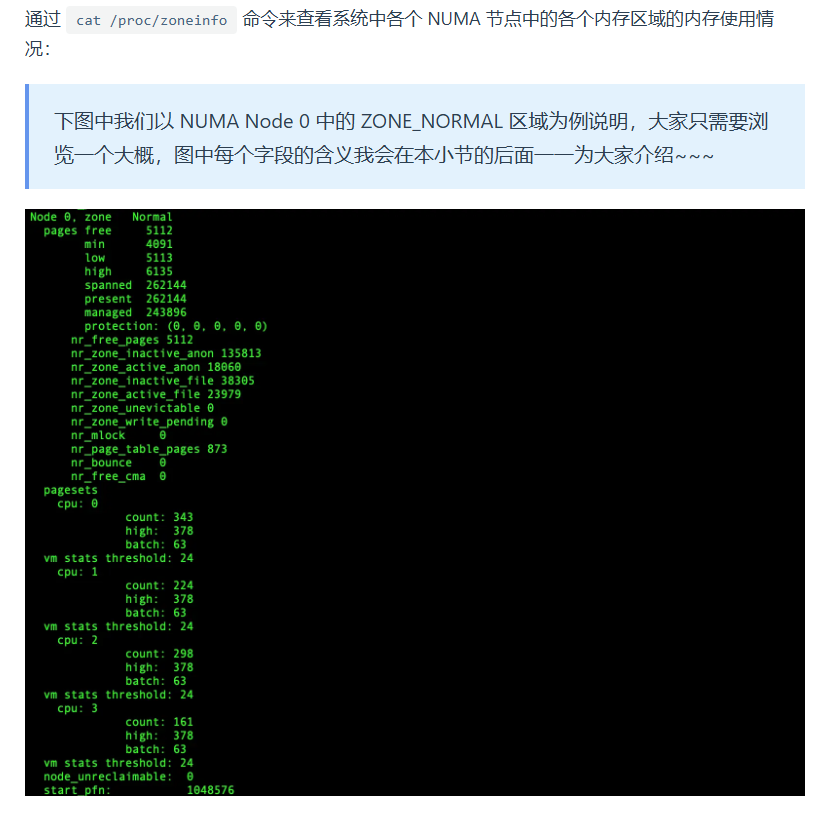 通过 cat /proc/zoneinfo 命令来查看系统中各个 NUMA 节点中的各个内存区域的内存使用情
况：
下图中我们以 NUMA Node 0 中的 ZONE_NORMAL 区域为例说明，大家只需要浏
览一个大概，图中每个字段的含义我会在本小节的后面一一为大家介绍~~~
Node 0, zone   Normal
  pages free     5112
        min      4091
        low      5113
        high     6135
        spanned  262144
        present  262144
        managed  243896
        protection: (0, 0, 0, 0, 0)
      nr_free_pages 5112
      nr_zone_inactive_anon 135813
      nr_zone_active_anon 18060
      nr_zone_inactive_file 38305
      nr_zone_active_file 23979
      nr_zone_unevictable 0
      nr_zone_write_pending 0
      nr_mlock     0
      nr_page_table_pages 873
      nr_bounce    0
      nr_free_cma  0
  pagesets
    cpu: 0
              count: 343
              high:  378
              batch: 63
  vm stats threshold: 24
    cpu: 1
              count: 224
              high:  378
              batch: 63
  vm stats threshold: 24
    cpu: 2
              count: 298
              high:  378
              batch: 63
  vm stats threshold: 24
    cpu: 3
              count: 161
              high:  378
              batch: 63
  vm stats threshold: 24
  node_unreclaimable:  0
  start_pfn:           1048576